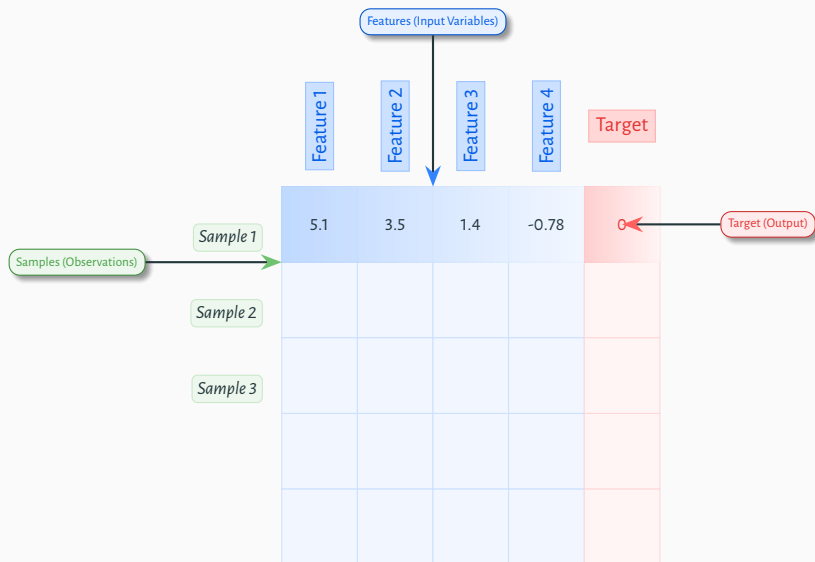 Features (Input Variables)
Feature 1
Feature 2
Feature 3
Feature 4
Target
Sample 1
5.1
3.5
1.4
-0.78
0
Target (Output)
Samples (Observations)
Sample 2
Sample 3